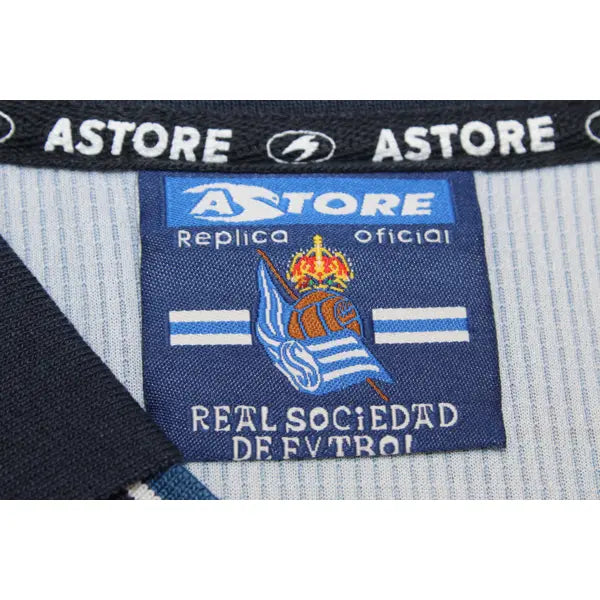 ASTORE ASTORE
ASTORE
Replica oficial
REAL SOCiEDAD
DE FVTBOL